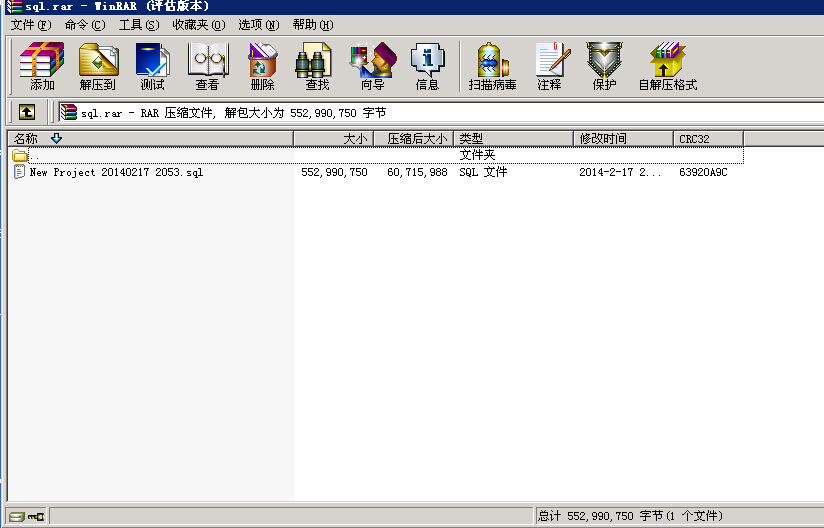 sql.rar - WinRAR (评估版本)
文件(F) 命令(C) 工具(S) 收藏夹(O) 选项(N) 帮助(H)
添加 解压到 测试 查看 删除 查找 向导 信息 扫描病毒 注释 保护 自解压格式
sql.rar - RAR 压缩文件, 解包大小为 552,990,750 字节
名称 大小 压缩后大小 类型 修改时间 CRC32
.. 文件夹
New Project 20140217 2053.sql 552,990,750 60,715,988 SQL 文件 2014-2-17 2... 63920A9C
总计 552,990,750 字节(1 个文件)